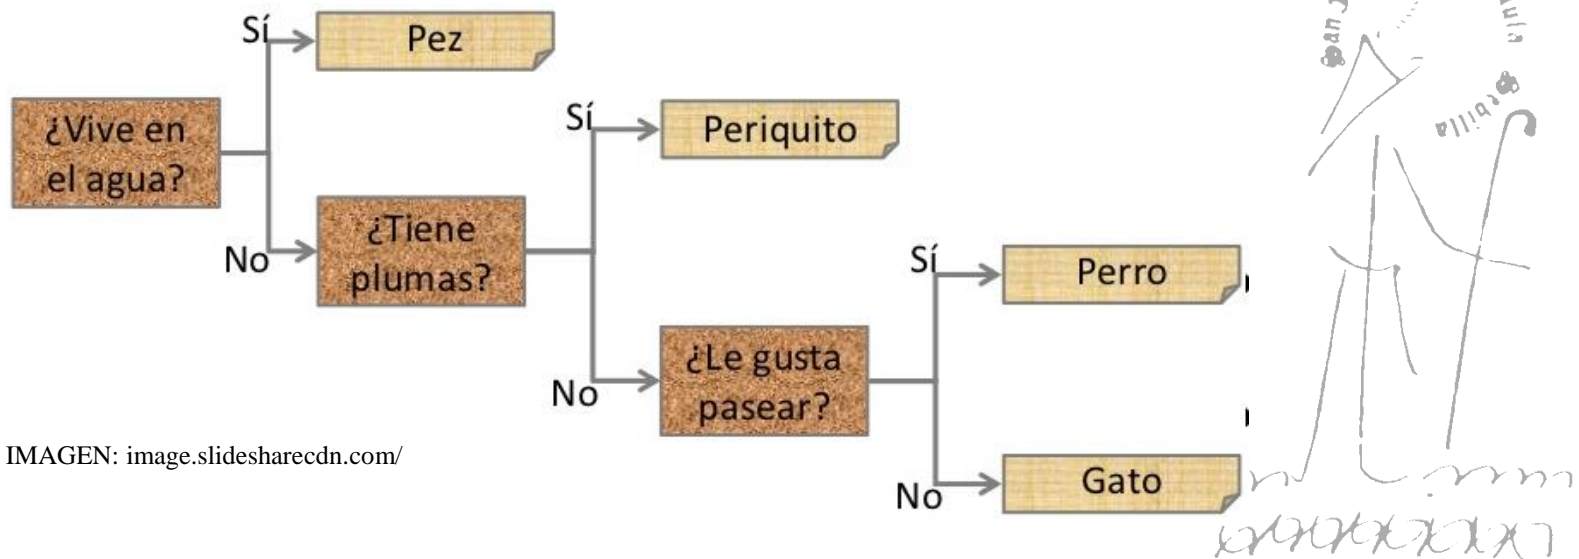 Sí
Pez
¿Vive en
el agua?
No
¿Tiene
plumas?
Sí
Periquito
No
¿Le gusta
pasear?
Sí
Perro
No
Gato
IMAGEN: image.slidesharecdn.com/